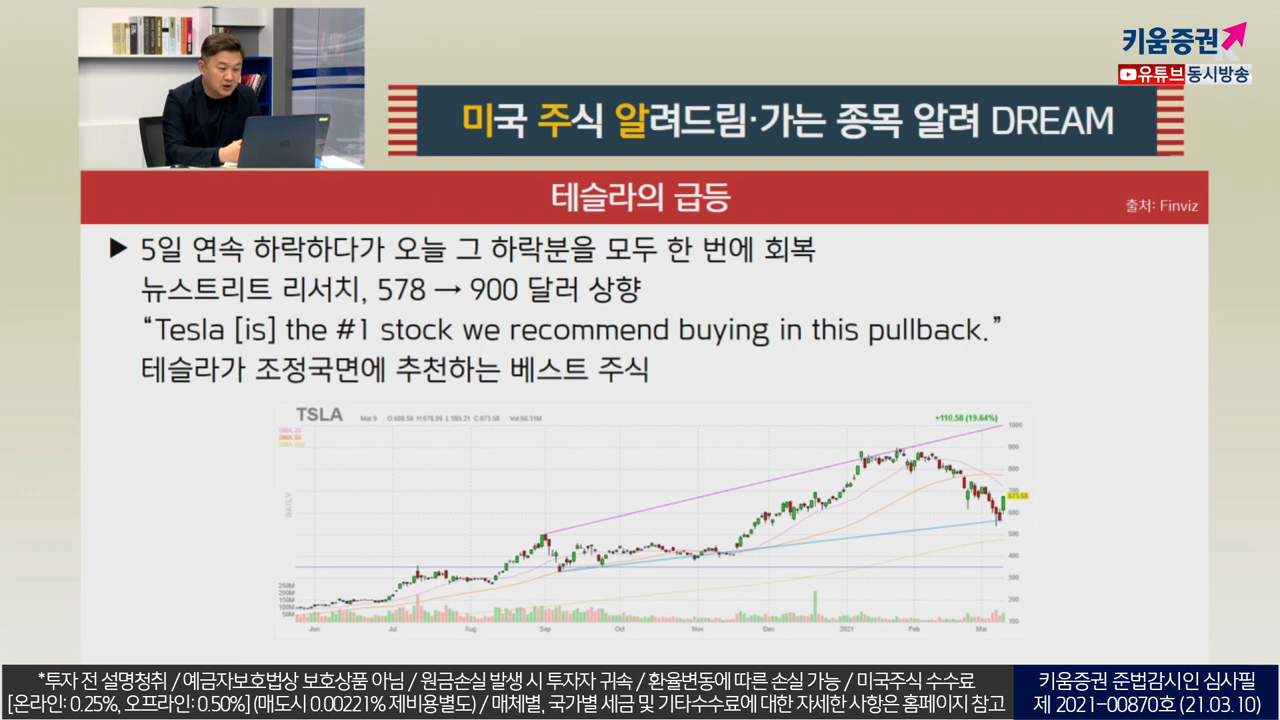 키움증권
유튜브동시방송
미국 주식 알려드림·가는 종목 알려 DREAM
테슬라의 급등
출처: Finviz
▶ 5일 연속 하락하다가 오늘 그 하락분을 모두 한 번에 회복
뉴스트리트 리서치, 578 → 900 달러 상향
“Tesla [is] the #1 stock we recommend buying in this pullback.”
테슬라가 조정국면에 추천하는 베스트 주식
TSLA Mar 9 +110.58 (19.64%)
SMA 20
SMA 50
SMA 200
DAILY
1000
900
800
700
673.58
600
500
400
300
200
100
250M
200M
150M
100M
50M
Jun Jul Aug Sep Oct Nov Dec 2021 Feb Mar
*투자 전 설명청취 / 예금자보호법상 보호상품 아님 / 원금손실 발생 시 투자자 귀속 / 환율변동에 따른 손실 가능 / 미국주식 수수료
[온라인: 0.25%, 오프라인: 0.50%] (매도시 0.00221% 제비용별도) / 매체별, 국가별 세금 및 기타수수료에 대한 자세한 사항은 홈페이지 참고
키움증권 준법감시인 심사필
제 2021-00870호 (21.03.10)